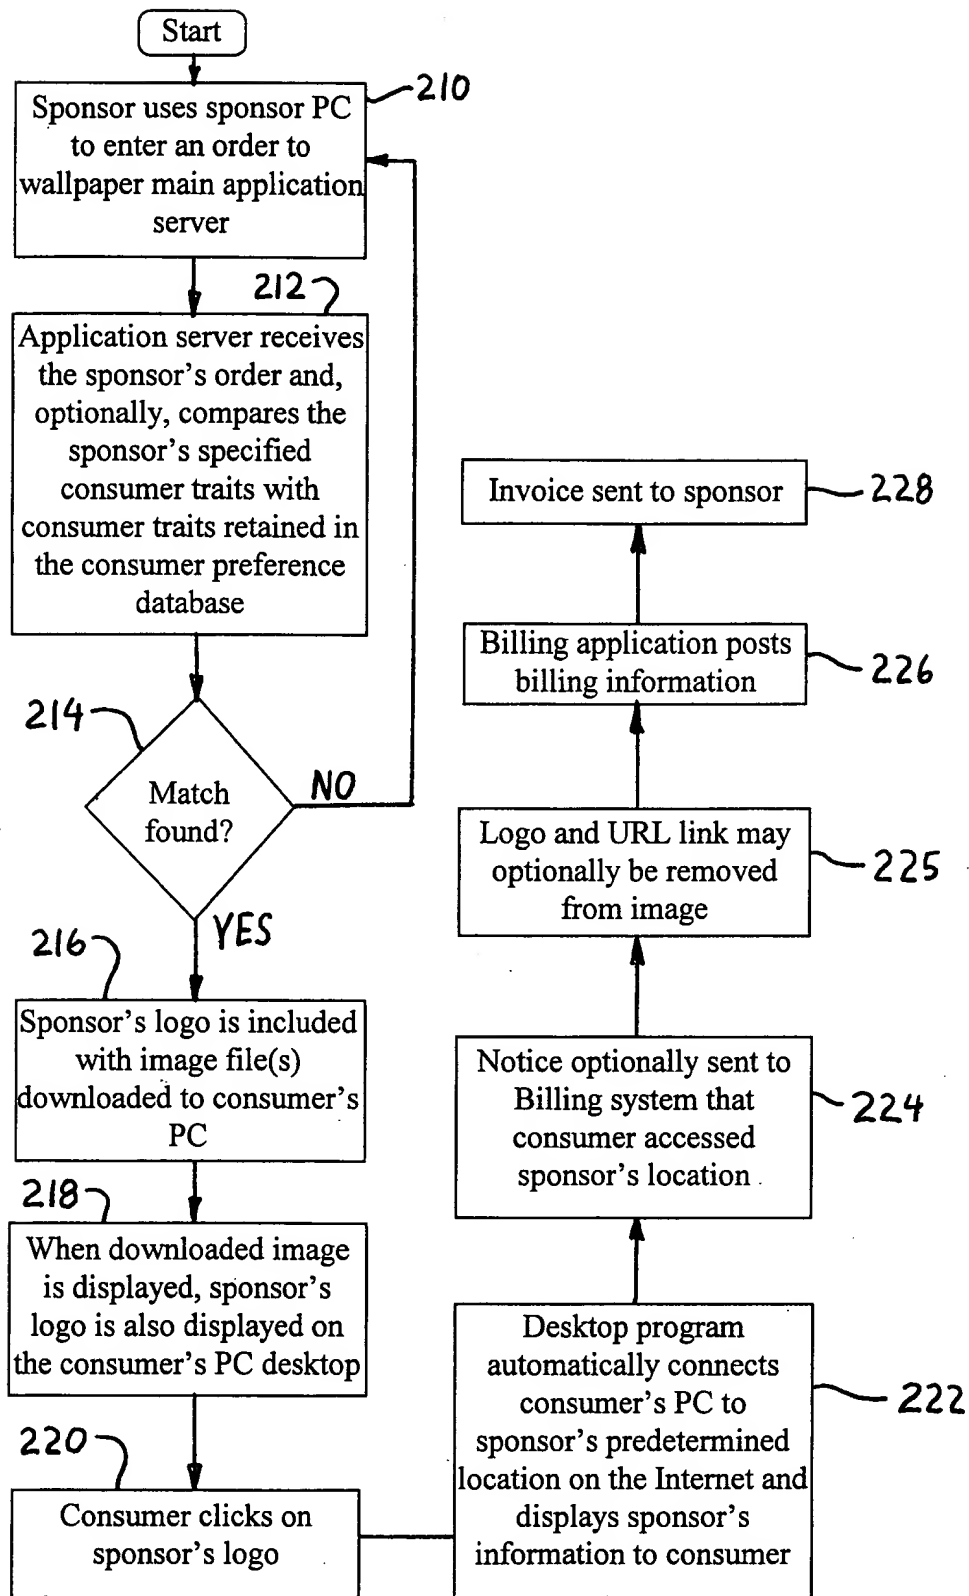 Start
210
Sponsor uses sponsor PC
to enter an order to
wallpaper main application
server
212
Application server receives
the sponsor's order and,
optionally, compares the
sponsor's specified
consumer traits with
consumer traits retained in
the consumer preference
database
214
Match
found?
NO
YES
216
Sponsor's logo is included
with image file(s)
downloaded to consumer's
PC
218
When downloaded image
is displayed, sponsor's
logo is also displayed on
the consumer's PC desktop
220
Consumer clicks on
sponsor's logo
Desktop program
automatically connects
consumer's PC to
sponsor's predetermined
location on the Internet and
displays sponsor's
information to consumer
222
Notice optionally sent to
Billing system that
consumer accessed
sponsor's location
224
Logo and URL link may
optionally be removed
from image
225
Billing application posts
billing information
226
Invoice sent to sponsor
228